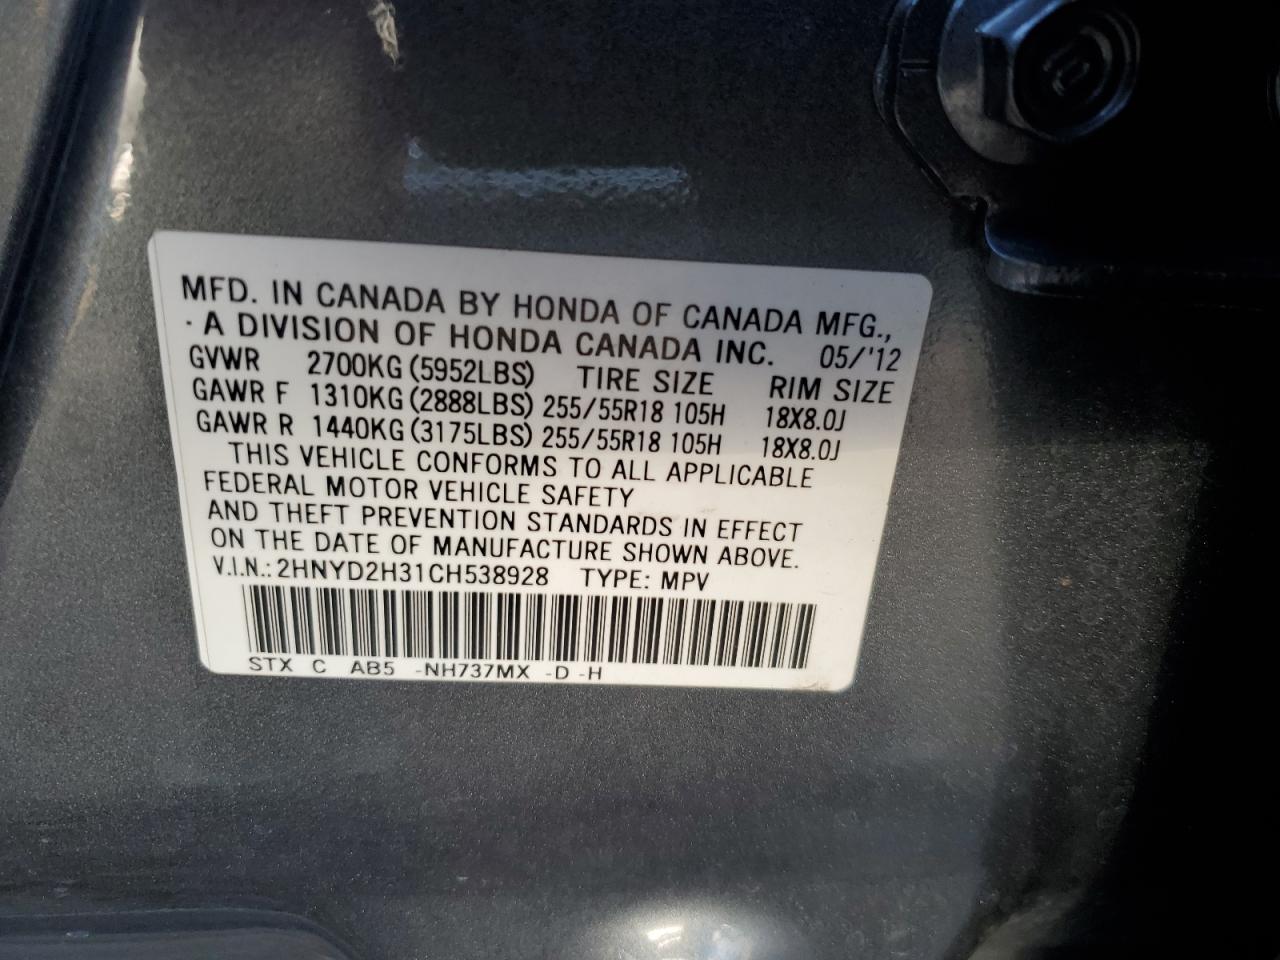 MFD. IN CANADA BY HONDA OF CANADA MFG.,
· A DIVISION OF HONDA CANADA INC. 05/'12
GVWR 2700KG (5952LBS) TIRE SIZE RIM SIZE
GAWR F 1310KG (2888LBS) 255/55R18 105H 18X8.0J
GAWR R 1440KG (3175LBS) 255/55R18 105H 18X8.0J
THIS VEHICLE CONFORMS TO ALL APPLICABLE
FEDERAL MOTOR VEHICLE SAFETY
AND THEFT PREVENTION STANDARDS IN EFFECT
ON THE DATE OF MANUFACTURE SHOWN ABOVE.
V.I.N.: 2HNYD2H31CH538928 TYPE: MPV
STX C AB5 -NH737MX -D -H